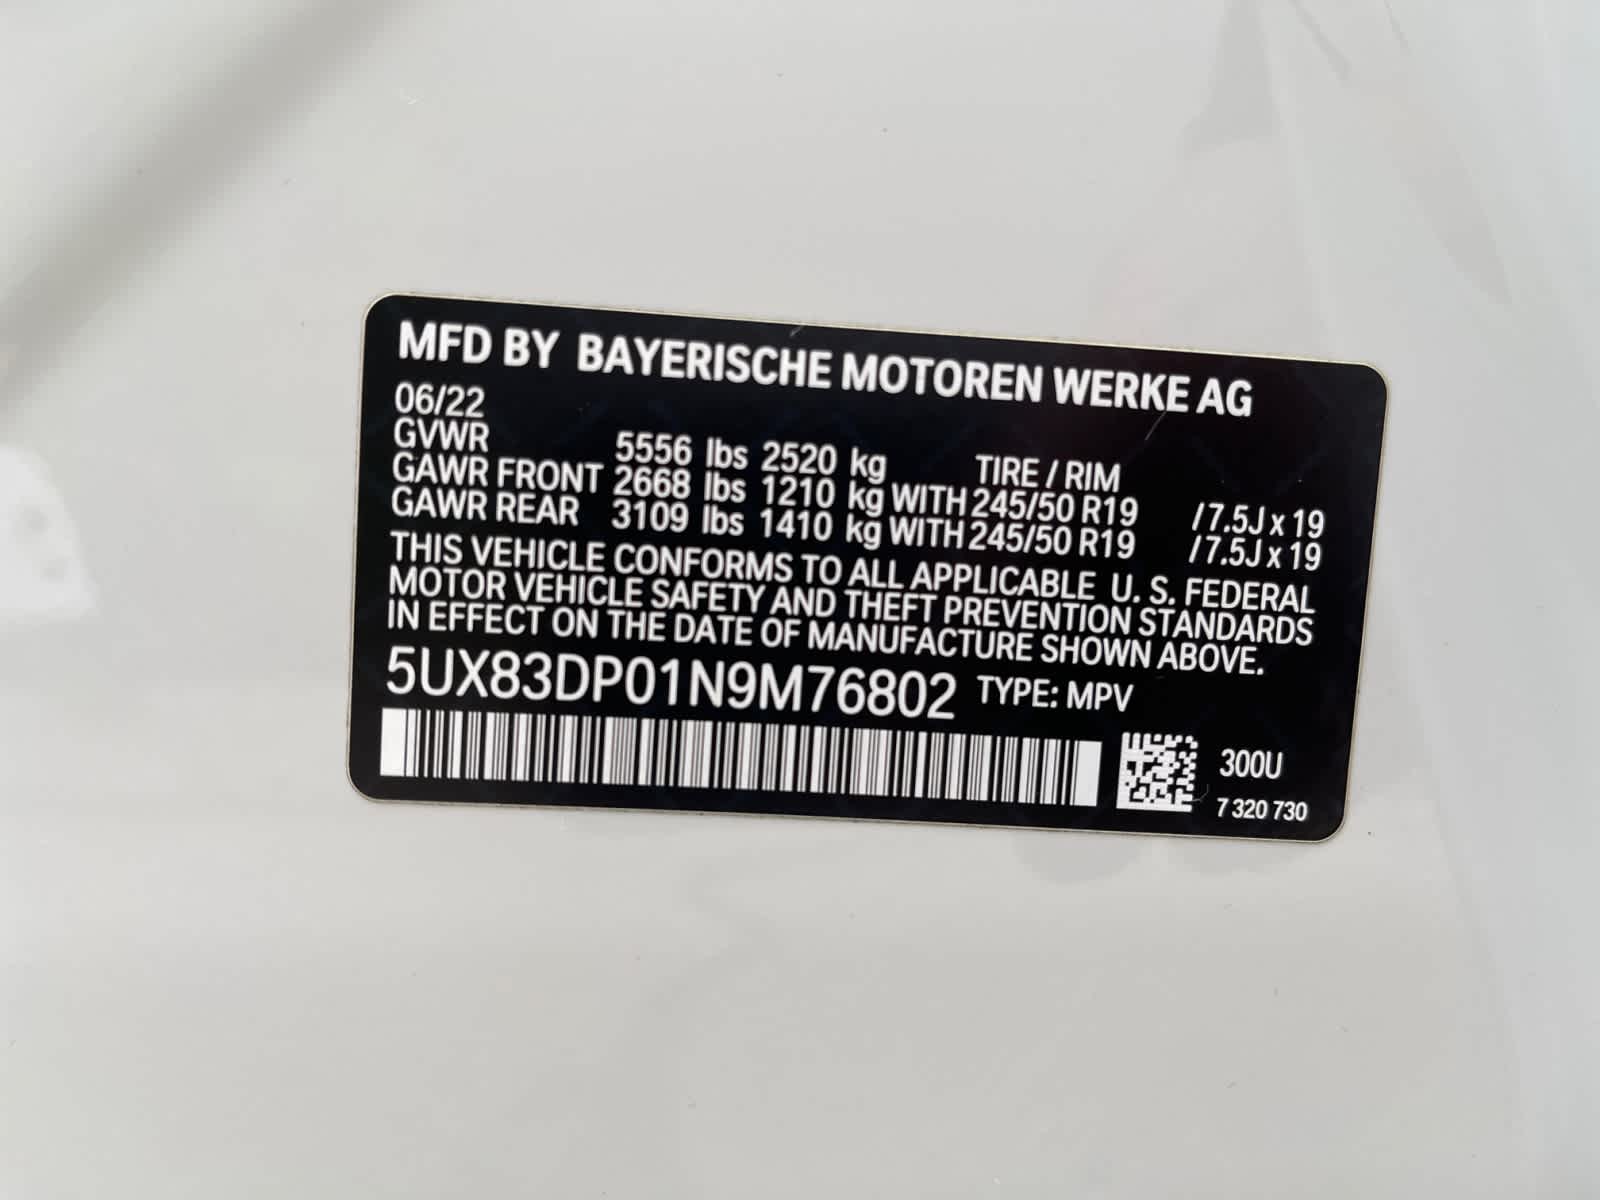 MFD BY BAYERISCHE MOTOREN WERKE AG
06/22
GVWR 5556 lbs 2520 kg TIRE / RIM
GAWR FRONT 2668 lbs 1210 kg WITH 245/50 R19 / 7.5J x 19
GAWR REAR 3109 lbs 1410 kg WITH 245/50 R19 / 7.5J x 19
THIS VEHICLE CONFORMS TO ALL APPLICABLE U. S. FEDERAL
MOTOR VEHICLE SAFETY AND THEFT PREVENTION STANDARDS
IN EFFECT ON THE DATE OF MANUFACTURE SHOWN ABOVE.
5UX83DP01N9M76802 TYPE: MPV
300U
7 320 730